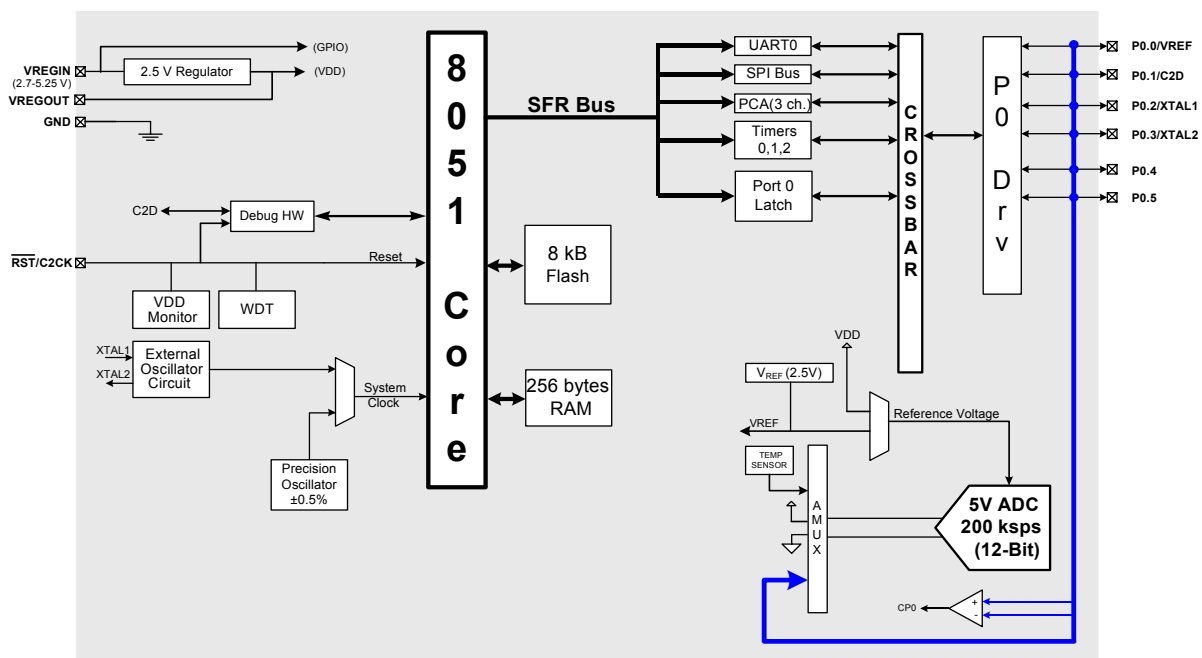 VREGIN
(2.7-5.25 V)
VREGOUT
GND
2.5 V Regulator
(GPIO)
(VDD)
C2D
Debug HW
RST/C2CK
Reset
VDD
Monitor
WDT
XTAL1
XTAL2
External
Oscillator
Circuit
System
Clock
Precision
Oscillator
±0.5%
8051 Core
8 kB
Flash
256 bytes
RAM
SFR Bus
UART0
SPI Bus
PCA(3 ch.)
Timers
0,1,2
Port 0
Latch
CROSSBAR
P0 Drv
P0.0/VREF
P0.1/C2D
P0.2/XTAL1
P0.3/XTAL2
P0.4
P0.5
VDD
VREF (2.5V)
VREF
Reference Voltage
TEMP
SENSOR
AMUX
5V ADC
200 ksps
(12-Bit)
CP0
+
-